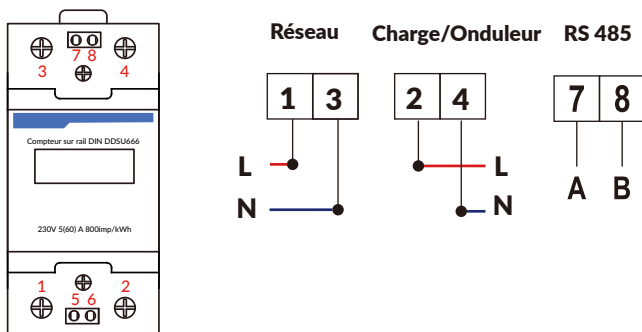 Réseau Charge/Onduleur RS 485
7 8
3 4
1 3 2 4 7 8
Compteur sur rail DIN DDSU666
L L
A B
N N
230V 5(60) A 800imp/kWh
1 2
5 6